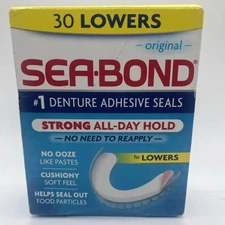 30 LOWERS
original
SEA·BOND
#1 DENTURE ADHESIVE SEALS
STRONG ALL-DAY HOLD
NO NEED TO REAPPLY
for LOWERS
NO OOZE
LIKE PASTES
CUSHIONY
SOFT FEEL
HELPS SEAL OUT
FOOD PARTICLES